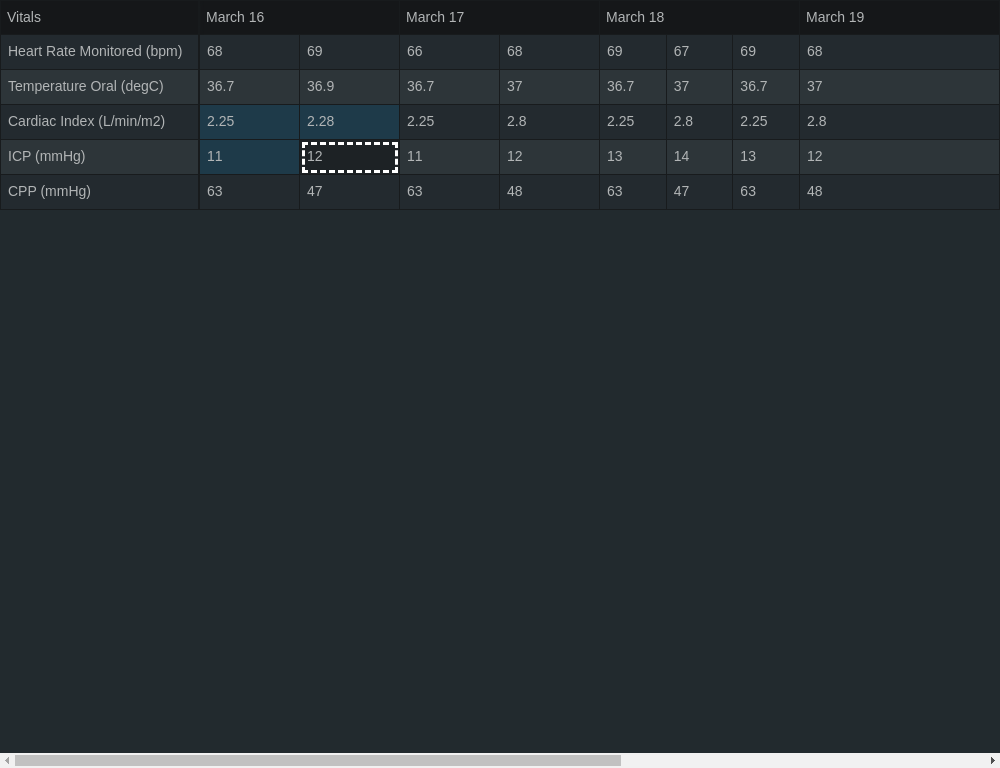 Vitals March 16 March 17 March 18 March 19
Heart Rate Monitored (bpm) 68 69 66 68 69 67 69 68
Temperature Oral (degC) 36.7 36.9 36.7 37 36.7 37 36.7 37
Cardiac Index (L/min/m2) 2.25 2.28 2.25 2.8 2.25 2.8 2.25 2.8
ICP (mmHg) 11 12 11 12 13 14 13 12
CPP (mmHg) 63 47 63 48 63 47 63 48